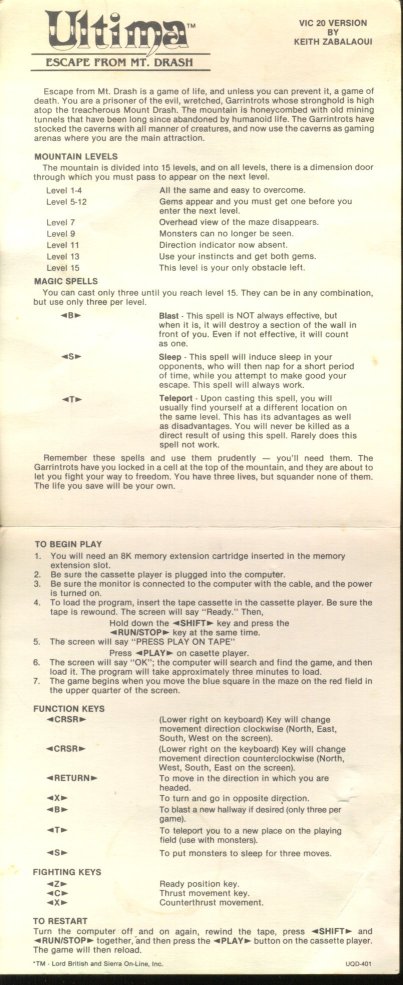 Ultima™
ESCAPE FROM MT. DRASH
VIC 20 VERSION
BY
KEITH ZABALAOUI
Escape from Mt. Drash is a game of life, and unless you can prevent it, a game of
death. You are a prisoner of the evil, wretched, Garrintrots whose stronghold is high
atop the treacherous Mount Drash. The mountain is honeycombed with old mining
tunnels that have been long since abandoned by humanoid life. The Garrintrots have
stocked the caverns with all manner of creatures, and now use the caverns as gaming
arenas where you are the main attraction.
MOUNTAIN LEVELS
The mountain is divided into 15 levels, and on all levels, there is a dimension door
through which you must pass to appear on the next level.
Level 1-4 All the same and easy to overcome.
Level 5-12 Gems appear and you must get one before you
enter the next level.
Level 7 Overhead view of the maze disappears.
Level 9 Monsters can no longer be seen.
Level 11 Direction indicator now absent.
Level 13 Use your instincts and get both gems.
Level 15 This level is your only obstacle left.
MAGIC SPELLS
You can cast only three until you reach level 15. They can be in any combination,
but use only three per level.
◄B► Blast - This spell is NOT always effective, but
when it is, it will destroy a section of the wall in
front of you. Even if not effective, it will count
as one.
◄S► Sleep - This spell will induce sleep in your
opponents, who will then nap for a short period
of time, while you attempt to make good your
escape. This spell will always work.
◄T► Teleport - Upon casting this spell, you will
usually find yourself at a different location on
the same level. This has its advantages as well
as disadvantages. You will never be killed as a
direct result of using this spell. Rarely does this
spell not work.
Remember these spells and use them prudently — you'll need them. The
Garrintrots have you locked in a cell at the top of the mountain, and they are about to
let you fight your way to freedom. You have three lives, but squander none of them.
The life you save will be your own.
TO BEGIN PLAY
1. You will need an 8K memory extension cartridge inserted in the memory
extension slot.
2. Be sure the cassette player is plugged into the computer.
3. Be sure the monitor is connected to the computer with the cable, and the power
is turned on.
4. To load the program, insert the tape cassette in the cassette player. Be sure the
tape is rewound. The screen will say "Ready." Then,
Hold down the ◄SHIFT► key and press the
◄RUN/STOP► key at the same time.
5. The screen will say "PRESS PLAY ON TAPE"
Press ◄PLAY► on casette player.
6. The screen will say "OK"; the computer will search and find the game, and then
load it. The program will take approximately three minutes to load.
7. The game begins when you move the blue square in the maze on the red field in
the upper quarter of the screen.
FUNCTION KEYS
◄CRSR► (Lower right on keyboard) Key will change
movement direction clockwise (North, East,
South, West on the screen).
◄CRSR► (Lower right on the keyboard) Key will change
movement direction counterclockwise (North,
West, South, East on the screen).
◄RETURN► To move in the direction in which you are
headed.
◄X► To turn and go in opposite direction.
◄B► To blast a new hallway if desired (only three per
game).
◄T► To teleport you to a new place on the playing
field (use with monsters).
◄S► To put monsters to sleep for three moves.
FIGHTING KEYS
◄Z► Ready position key.
◄C► Thrust movement key.
◄X► Counterthrust movement.
TO RESTART
Turn the computer off and on again, rewind the tape, press ◄SHIFT► and
◄RUN/STOP► together, and then press the ◄PLAY► button on the cassette player.
The game will then reload.
*TM - Lord British and Sierra On-Line, Inc. UQD-401